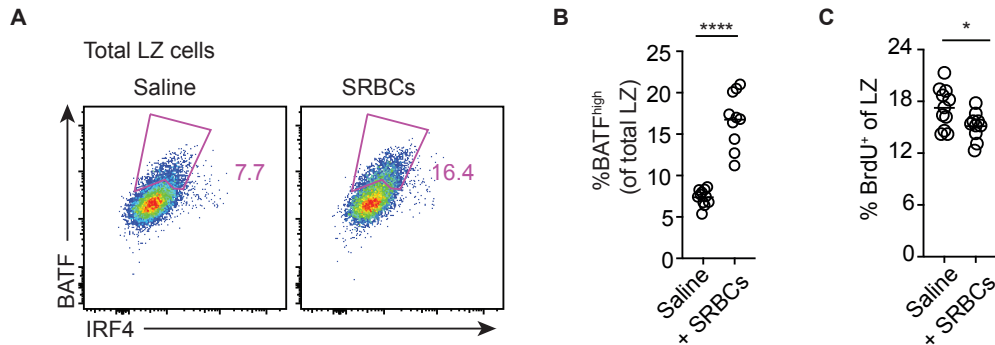 A
Total LZ cells
Saline
SRBCs
7.7
16.4
BATF
IRF4
B
****
%BATFhigh
(of total LZ)
25
20
15
10
5
0
Saline
+ SRBCs
C
*
% BrdU+ of LZ
24
18
12
6
0
Saline
+ SRBCs